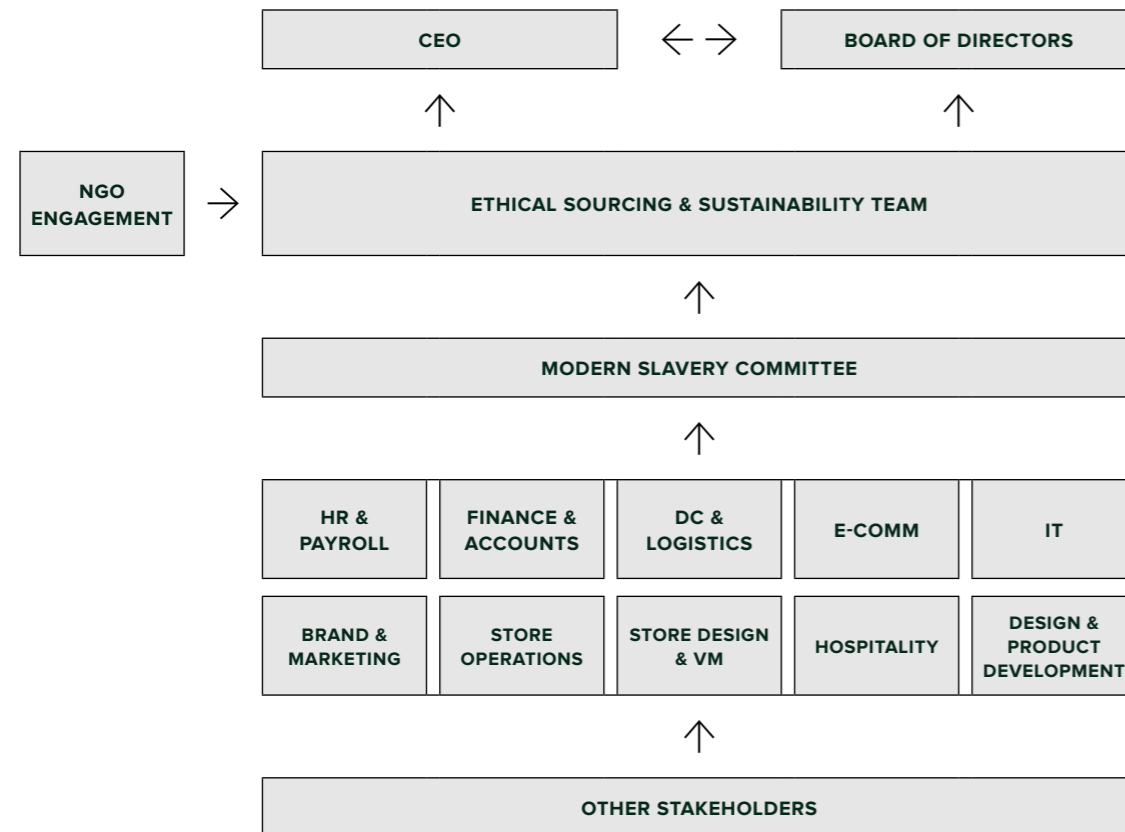 CEO
BOARD OF DIRECTORS
NGO
ENGAGEMENT
ETHICAL SOURCING & SUSTAINABILITY TEAM
MODERN SLAVERY COMMITTEE
HR &
PAYROLL
FINANCE &
ACCOUNTS
DC &
LOGISTICS
E-COMM
IT
BRAND &
MARKETING
STORE
OPERATIONS
STORE DESIGN
& VM
HOSPITALITY
DESIGN &
PRODUCT
DEVELOPMENT
OTHER STAKEHOLDERS